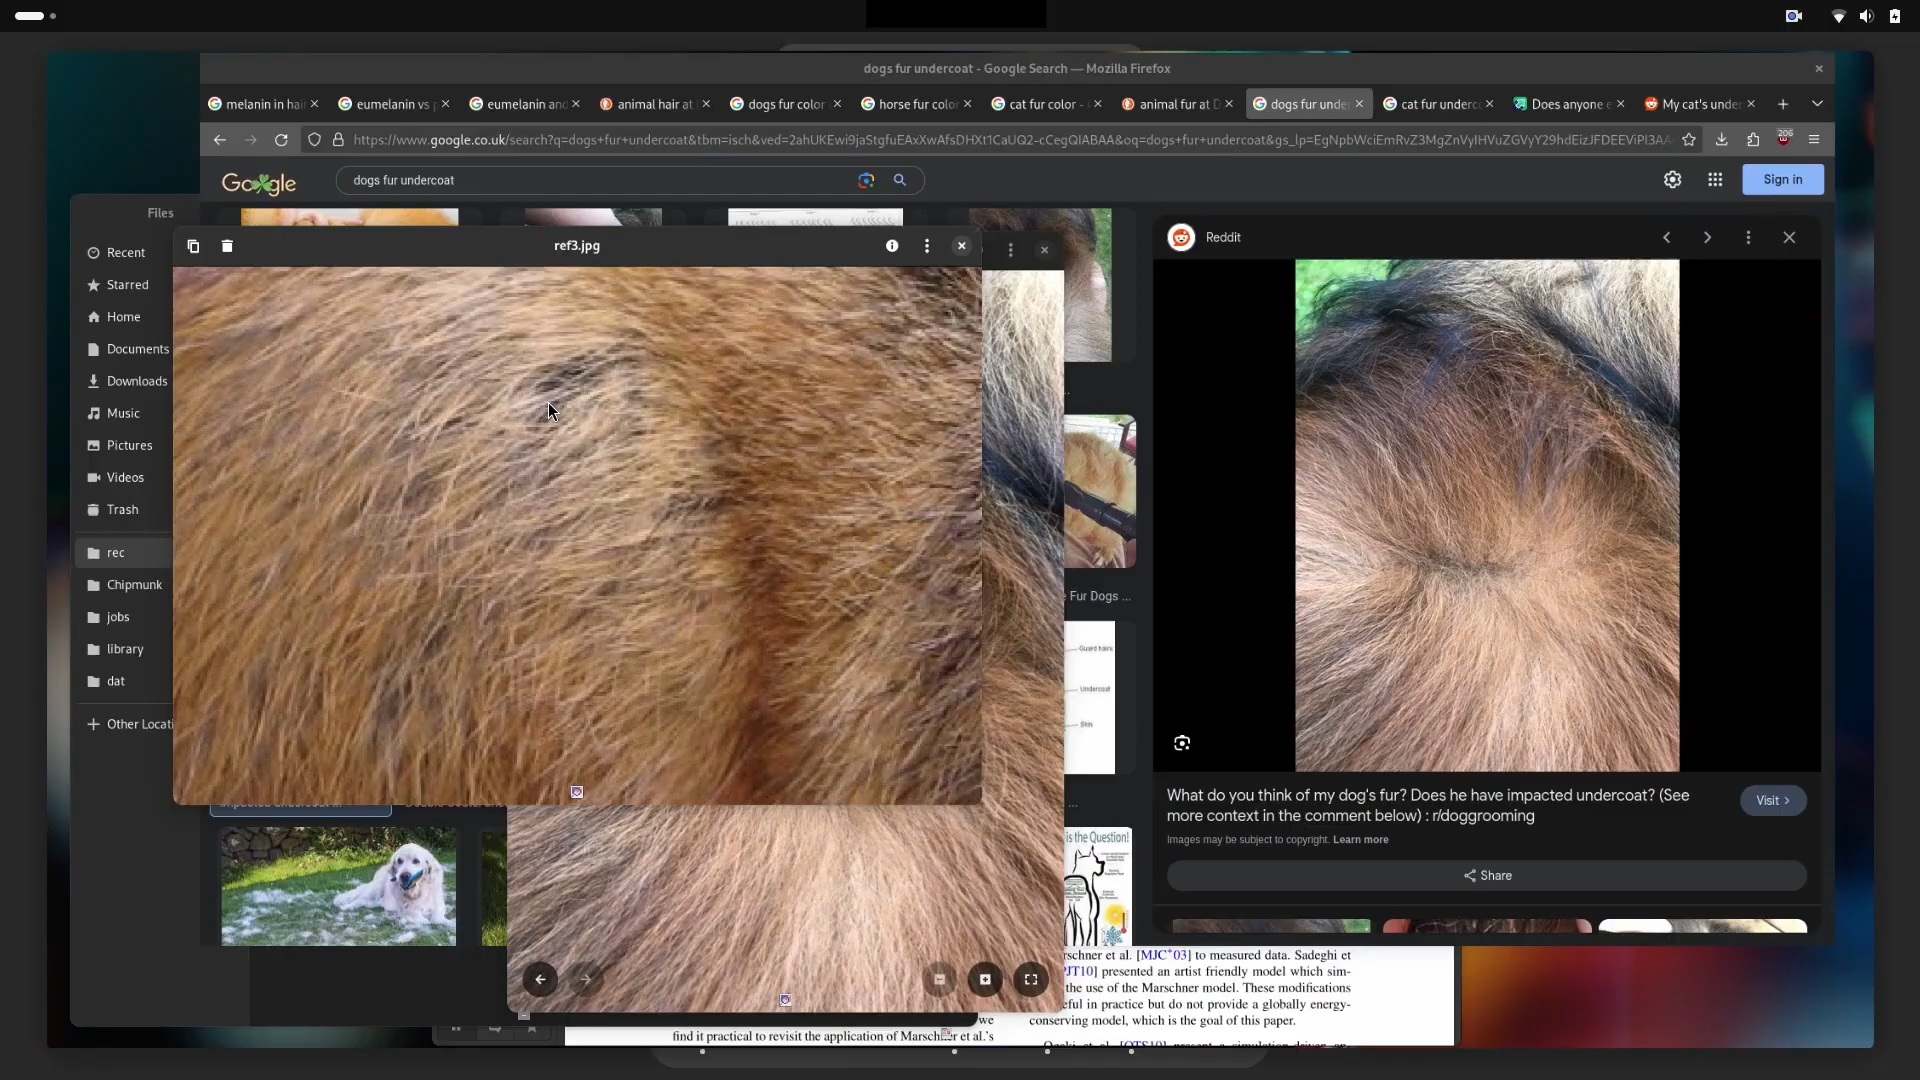 dogs fur undercoat - Google Search — Mozilla Firefox
melanin in hai
eumelanin vs p
eumelanin and
animal hair at
dogs fur color
horse fur color
cat fur color -
animal fur at D
dogs fur unde
cat fur underc
Does anyone e
My cat's unde
https://www.google.co.uk/search?q=dogs+fur+undercoat&tbm=isch&ved=2ahUKEwi9jaStgfuEAxXwAfsDHXt1CaUQ2-cCegQIABAA&oq=dogs+fur+undercoat&gs_lp=EgNpbWciEmRvZ3MgZnVyIHVuZGVyY29hdEizJFDEEViPI3AA
206
Google
dogs fur undercoat
Sign in
Files
Recent
Starred
Home
Documents
Downloads
Music
Pictures
Videos
Trash
rec
Chipmunk
jobs
library
dat
Other Locati
ref3.jpg
Reddit
e Fur Dogs ...
Guard hairs
Undercoat
Skin
is the Question!
What do you think of my dog's fur? Does he have impacted undercoat? (See
more context in the comment below) : r/doggrooming
Visit
Images may be subject to copyright. Learn more
Share
rschner et al. [MJC*03] to measured data. Sadeghi et
PJT10] presented an artist friendly model which sim-
the use of the Marschner model. These modifications
eful in practice but do not provide a globally energy-
conserving model, which is the goal of this paper.
we
find it practical to revisit the application of Marschner et al.'s